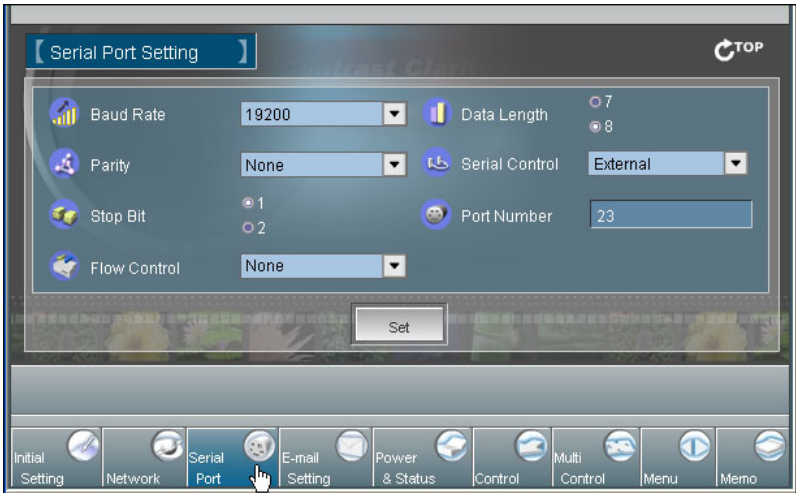 【 Serial Port Setting 】
TOP
Baud Rate
19200
Data Length
7
8
Parity
None
Serial Control
External
Stop Bit
1
2
Port Number
23
Flow Control
None
Set
Initial
Setting
Network
Serial
Port
E-mail
Setting
Power
& Status
Control
Multi
Control
Menu
Memo